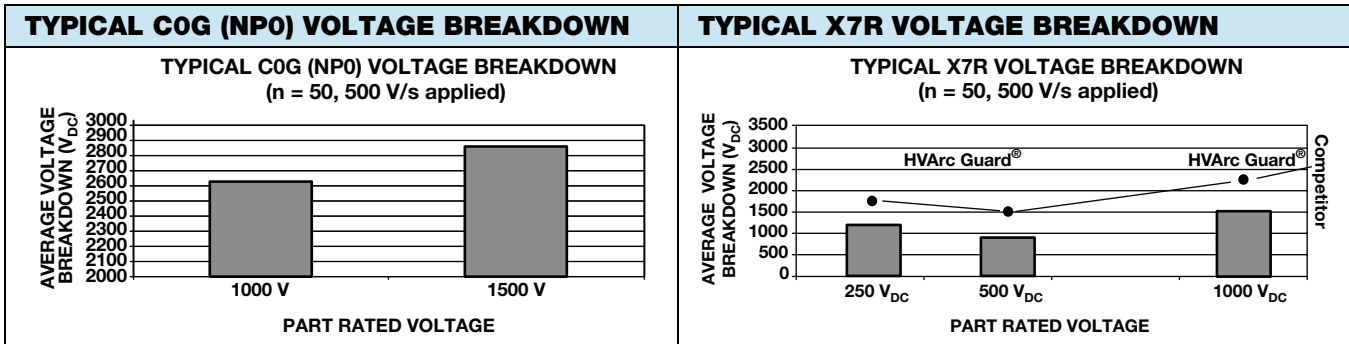 TYPICAL C0G (NP0) VOLTAGE BREAKDOWN
TYPICAL C0G (NP0) VOLTAGE BREAKDOWN
(n = 50, 500 V/s applied)
AVERAGE VOLTAGE
BREAKDOWN (VDC)
3000
2900
2800
2700
2600
2500
2400
2300
2200
2100
2000
1000 V
1500 V
PART RATED VOLTAGE
TYPICAL X7R VOLTAGE BREAKDOWN
TYPICAL X7R VOLTAGE BREAKDOWN
(n = 50, 500 V/s applied)
AVERAGE VOLTAGE
BREAKDOWN (VDC)
3500
3000
2500
2000
1500
1000
500
0
HVArc Guard®
HVArc Guard®
Competitor
250 VDC
500 VDC
1000 VDC
PART RATED VOLTAGE